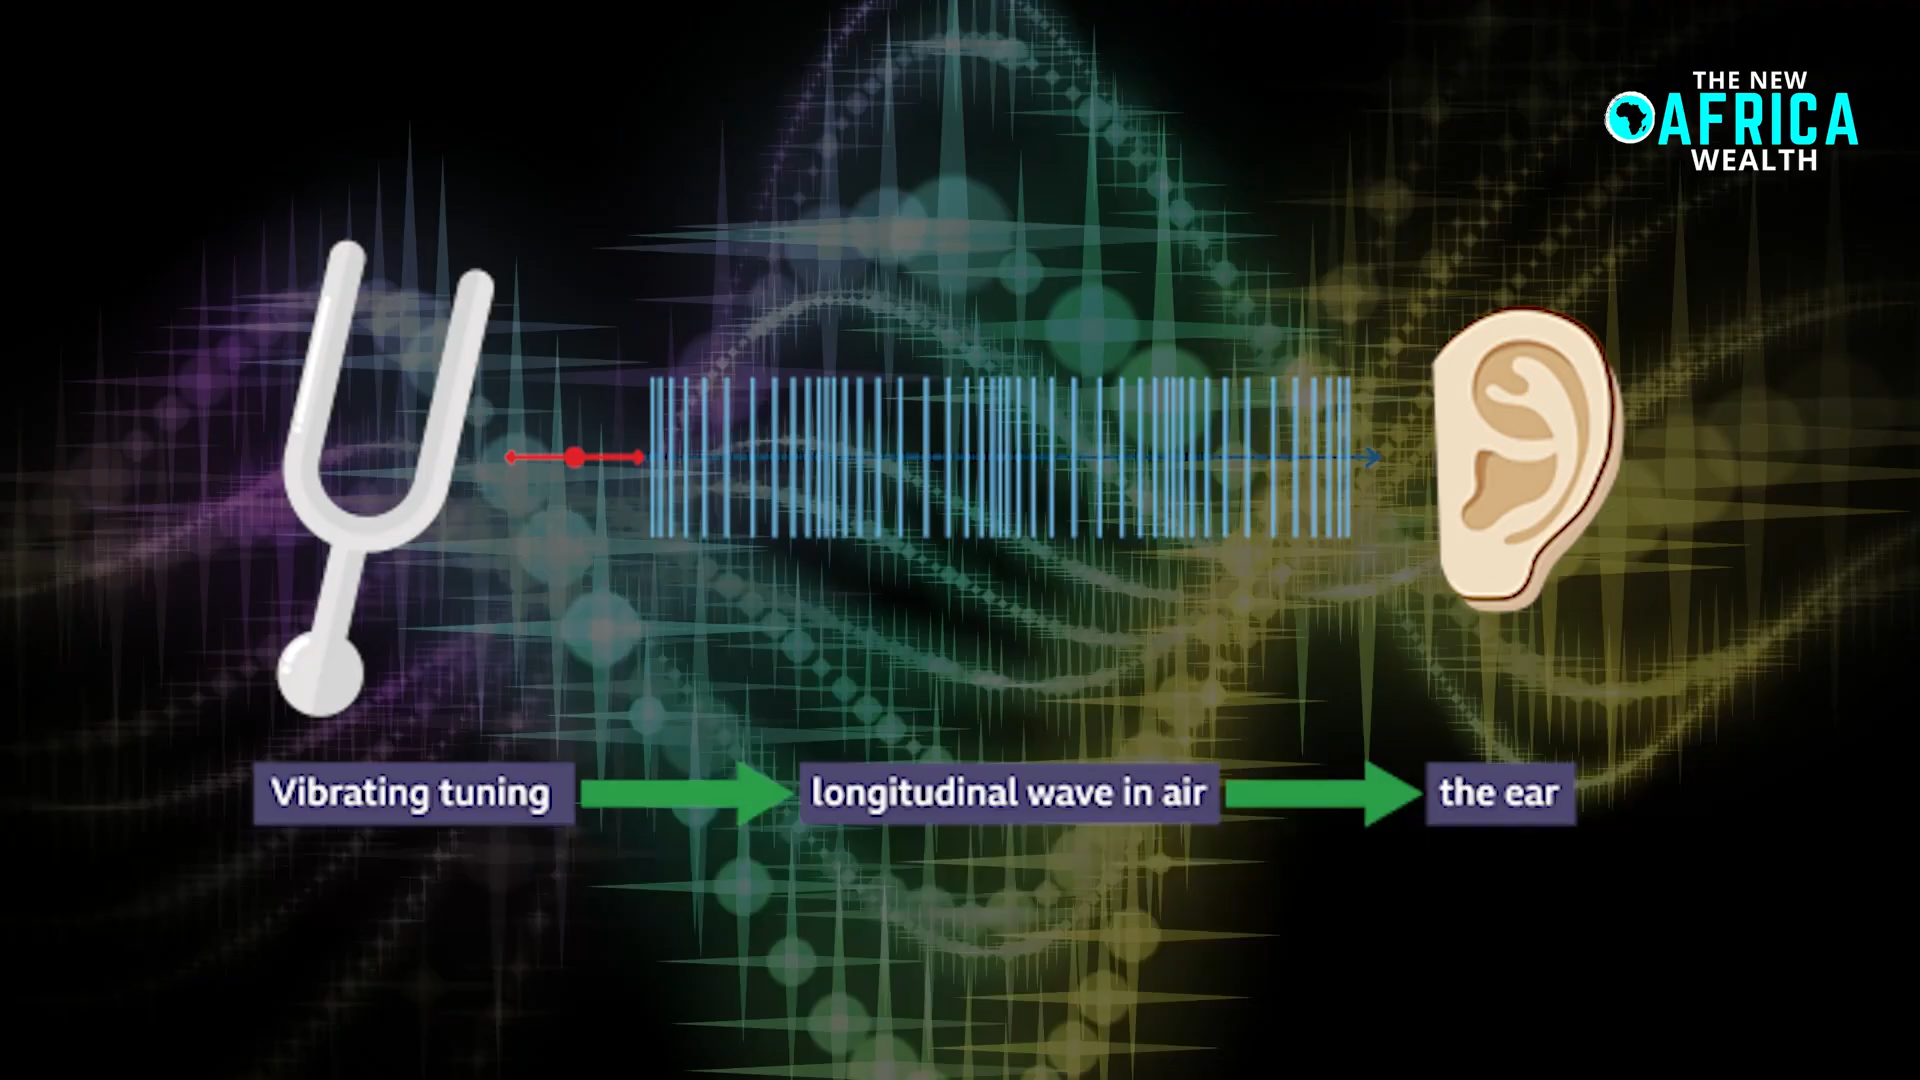 THE NEW
AFRICA
WEALTH
Vibrating tuning
longitudinal wave in air
the ear